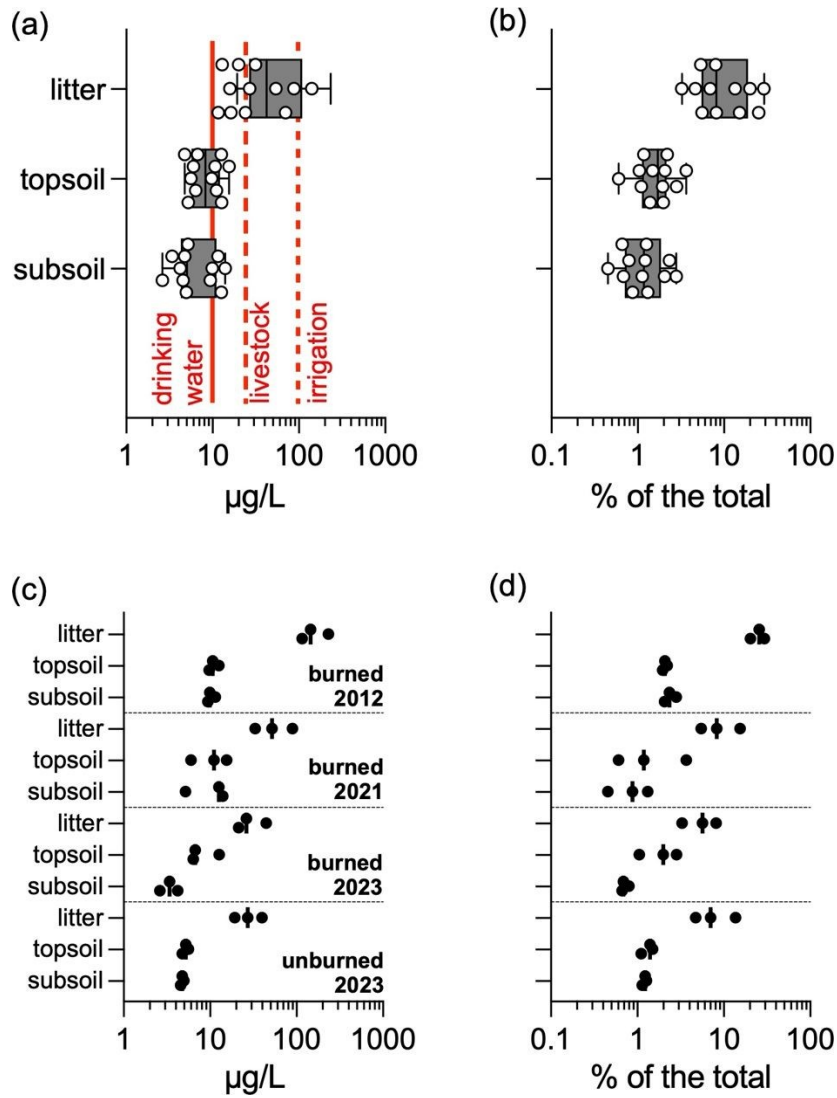 (a)
litter
topsoil
subsoil
drinking
water
livestock
irrigation
1 10 100 1000
µg/L
(b)
0.1 1 10 100
% of the total
(c)
litter
topsoil
subsoil
burned
2012
litter
topsoil
subsoil
burned
2021
litter
topsoil
subsoil
burned
2023
litter
topsoil
subsoil
unburned
2023
1 10 100 1000
µg/L
(d)
0.1 1 10 100
% of the total